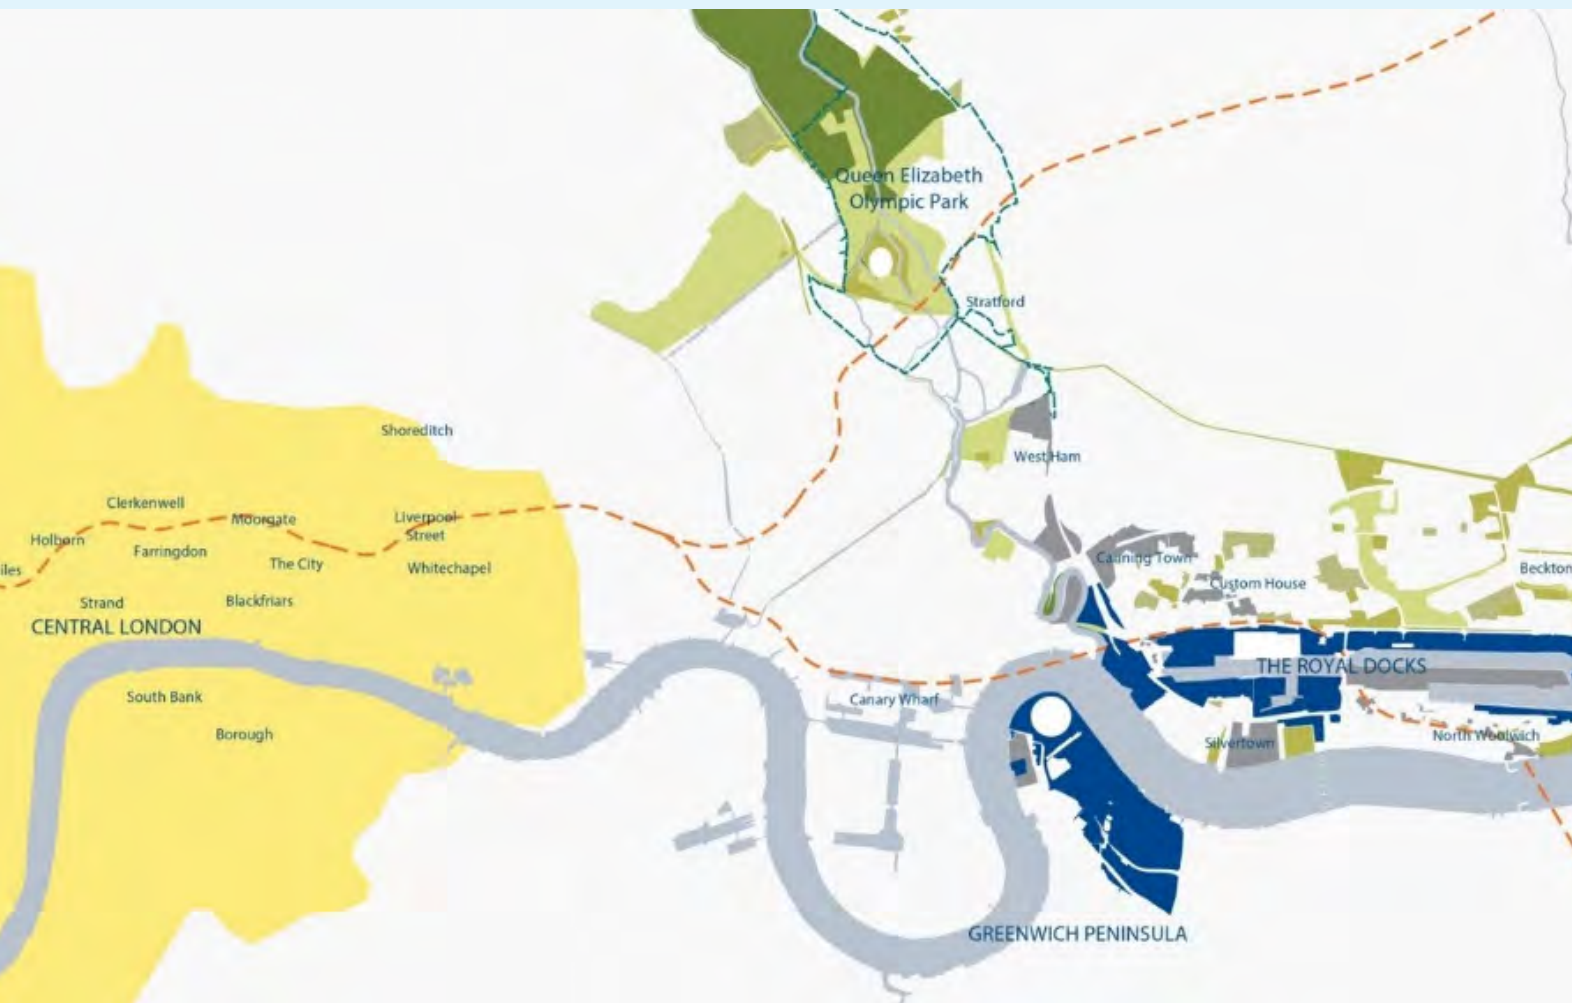 Queen Elizabeth
Olympic Park
Stratford
Shoreditch
West Ham
Clerkenwell
Moorgate
Liverpool
Street
Holborn
Farringdon
The City
Whitechapel
iles
Canning Town
Custom House
Beckton
Strand
Blackfriars
CENTRAL LONDON
THE ROYAL DOCKS
South Bank
Canary Wharf
Borough
Silvertown
North Woolwich
GREENWICH PENINSULA